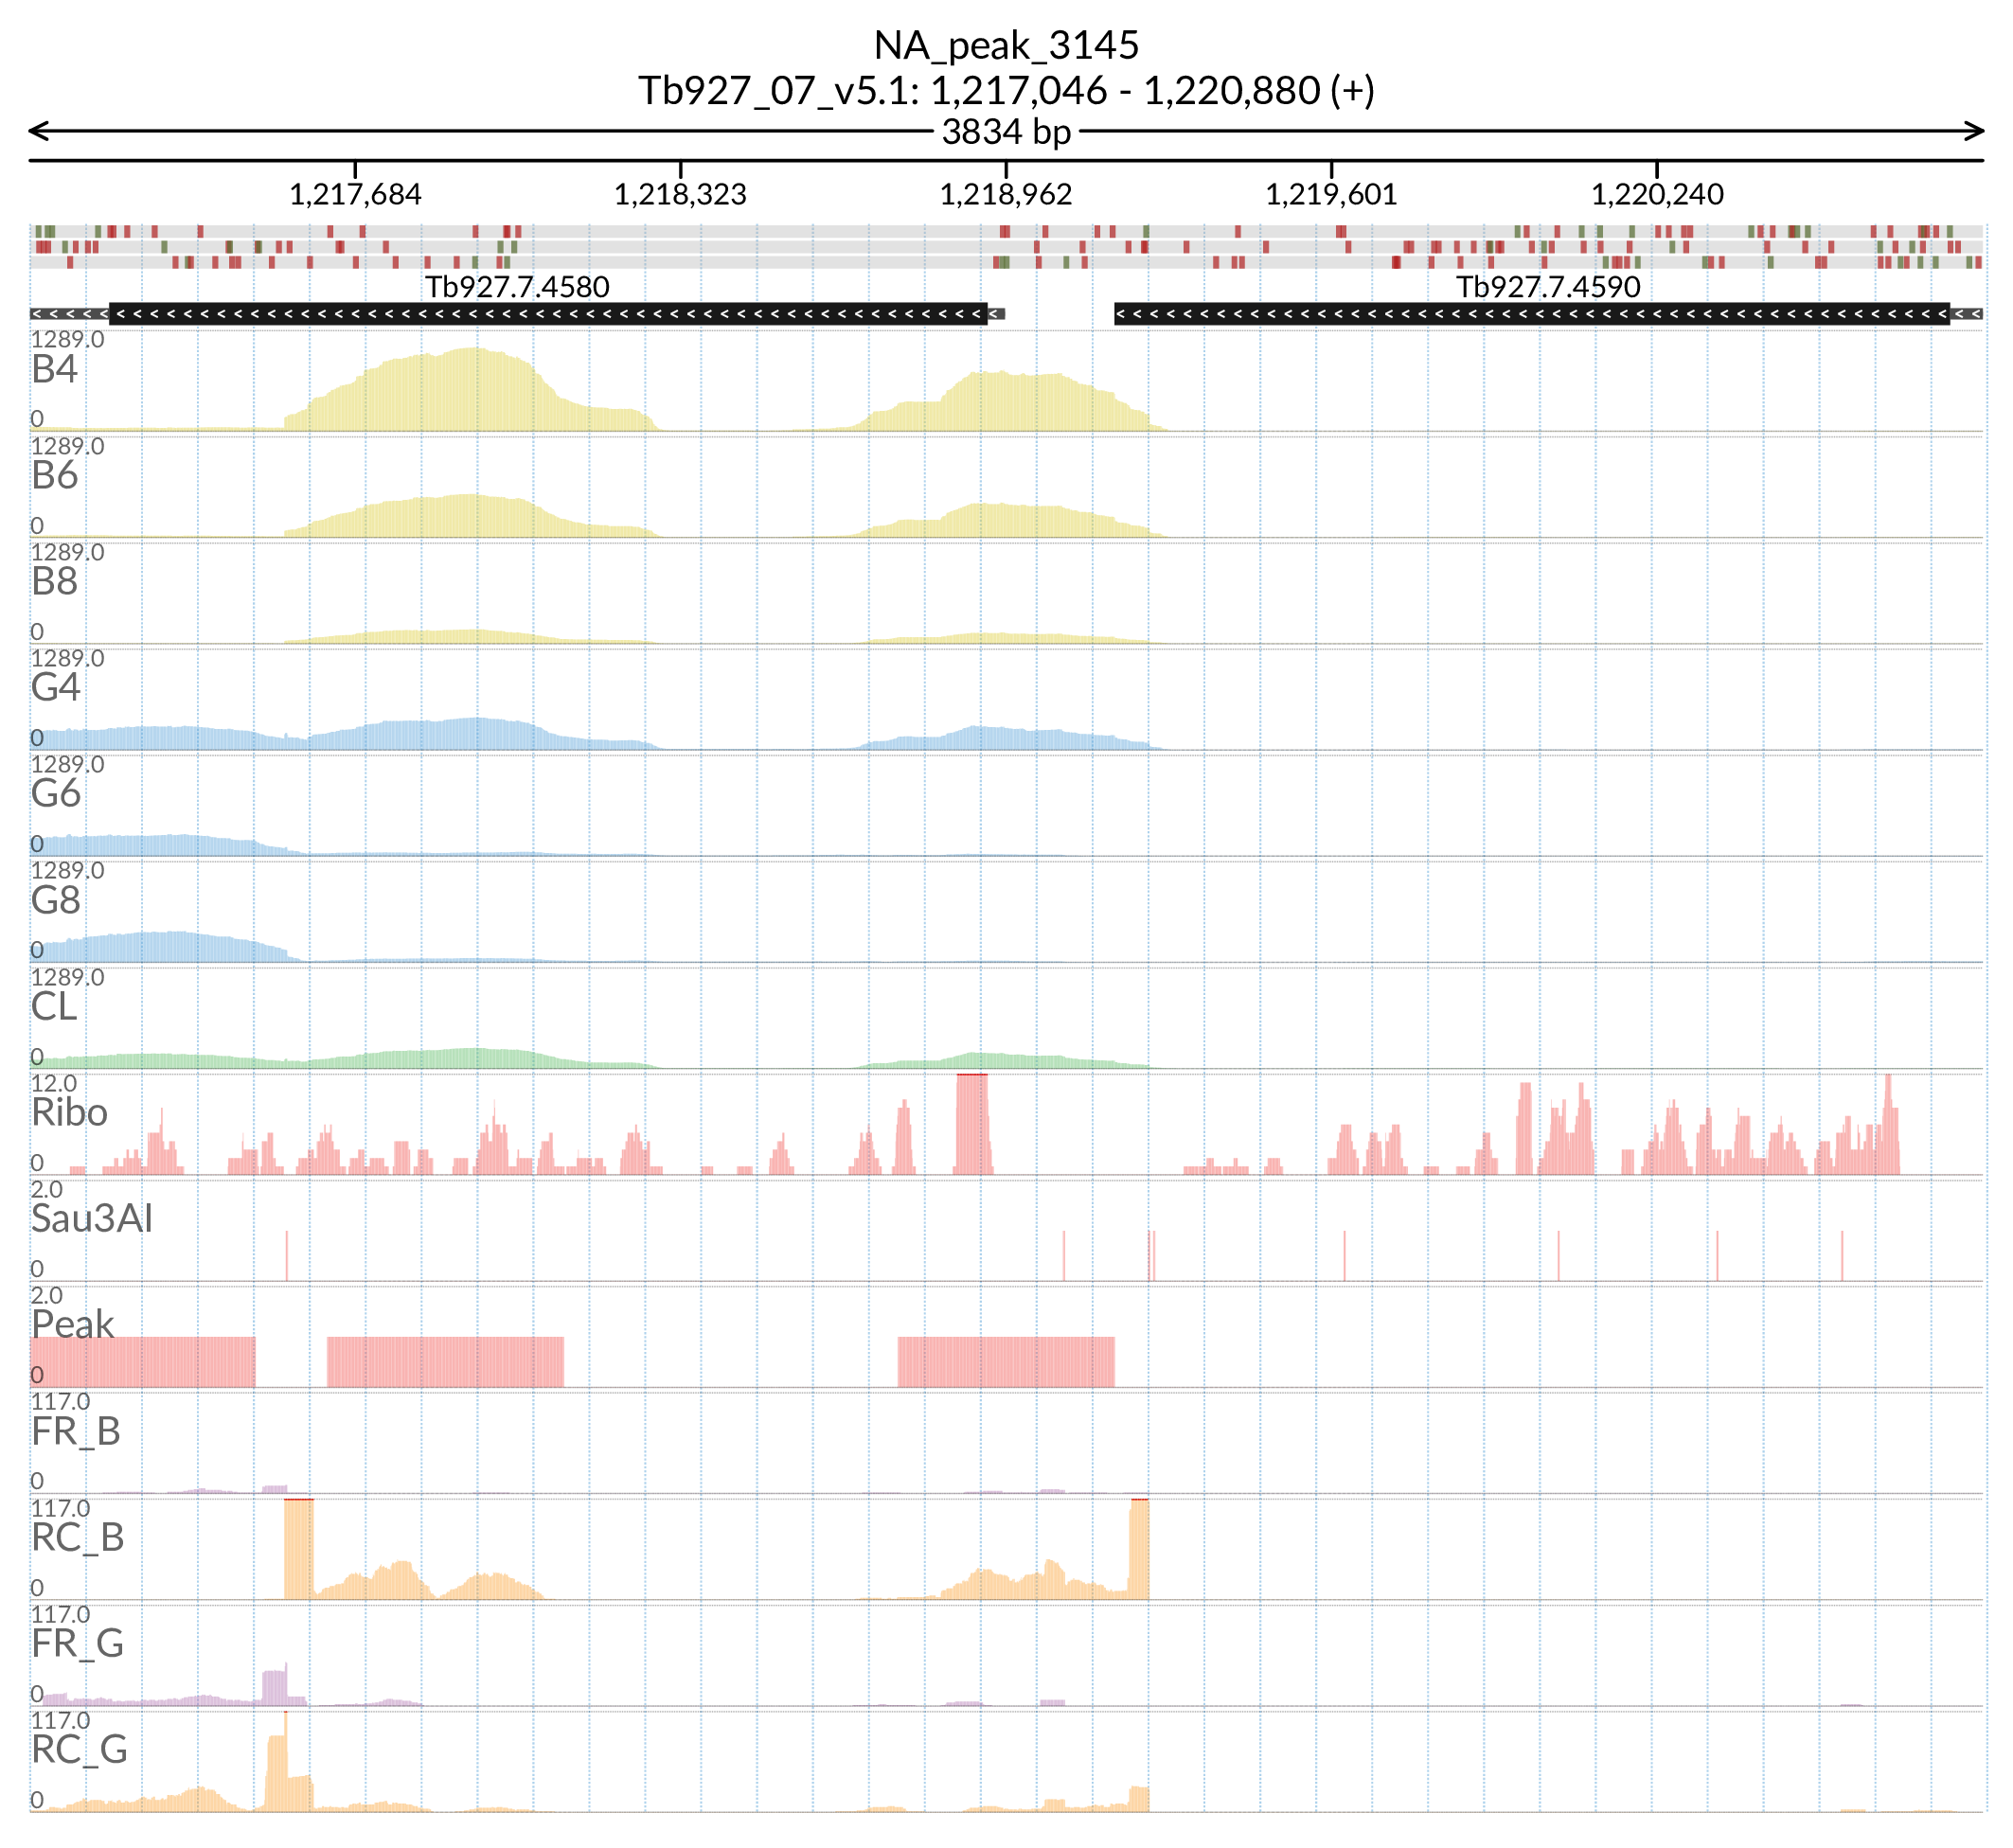 NA_peak_3145
Tb927_07_v5.1: 1,217,046 - 1,220,880 (+)
3834 bp
1,217,684 1,218,323 1,218,962 1,219,601 1,220,240
Tb927.7.4580 Tb927.7.4590
1289.0
B4
0
1289.0
B6
0
1289.0
B8
0
1289.0
G4
0
1289.0
G6
0
1289.0
G8
0
1289.0
CL
0
12.0
Ribo
0
2.0
Sau3AI
0
2.0
Peak
0
117.0
FR_B
0
117.0
RC_B
0
117.0
FR_G
0
117.0
RC_G
0